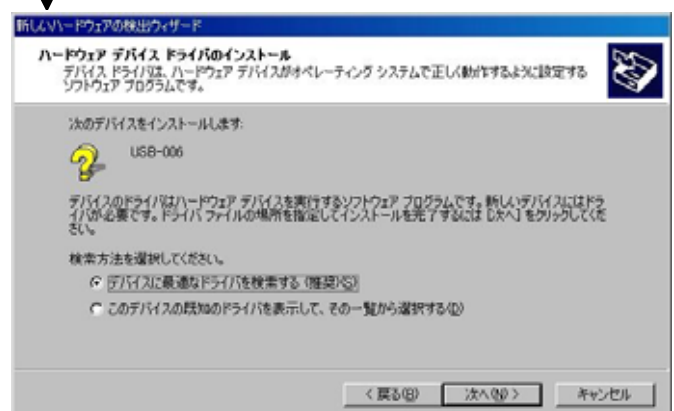 新しいハードウェアの検出ウィザード
ハードウェア デバイス ドライバのインストール
デバイス ドライバは、ハードウェア デバイスがオペレーティング システムで正しく動作するように設定する
ソフトウェア プログラムです。
次のデバイスをインストールします:
USB-006
デバイスのドライバはハードウェア デバイスを実行するソフトウェア プログラムです。新しいデバイスにはドラ
イバが必要です。ドライバ ファイルの場所を指定してインストールを完了するには [次へ] をクリックしてくだ
さい。
検索方法を選択してください。
デバイスに最適なドライバを検索する (推奨)(S)
このデバイスの既知のドライバを表示して、その一覧から選択する(D)
< 戻る(B) 次へ(N) > キャンセル